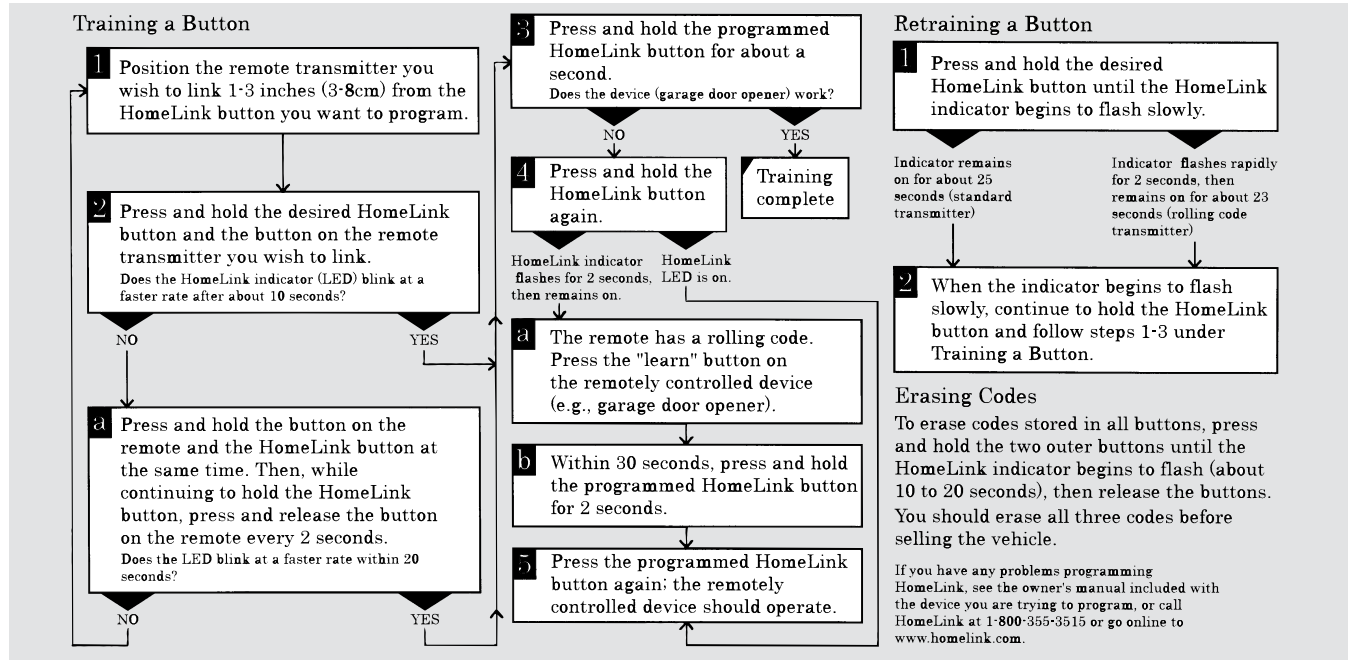 Training a Button
1
Position the remote transmitter you
wish to link 1-3 inches (3-8cm) from the
HomeLink button you want to program.
2
Press and hold the desired HomeLink
button and the button on the remote
transmitter you wish to link.
Does the HomeLink indicator (LED) blink at a
faster rate after about 10 seconds?
NO
YES
a
Press and hold the button on the
remote and the HomeLink button at
the same time. Then, while
continuing to hold the HomeLink
button, press and release the button
on the remote every 2 seconds.
Does the LED blink at a faster rate within 20
seconds?
NO
YES
3
Press and hold the programmed
HomeLink button for about a
second.
Does the device (garage door opener) work?
NO
YES
4
Press and hold the
HomeLink button
again.
Training
complete
HomeLink indicator
flashes for 2 seconds,
then remains on.
HomeLink
LED is on.
a
The remote has a rolling code.
Press the "learn" button on
the remotely controlled device
(e.g., garage door opener).
b
Within 30 seconds, press and hold
the programmed HomeLink button
for 2 seconds.
5
Press the programmed HomeLink
button again; the remotely
controlled device should operate.
Retraining a Button
1
Press and hold the desired
HomeLink button until the HomeLink
indicator begins to flash slowly.
Indicator remains
on for about 25
seconds (standard
transmitter)
Indicator flashes rapidly
for 2 seconds, then
remains on for about 23
seconds (rolling code
transmitter)
2
When the indicator begins to flash
slowly, continue to hold the HomeLink
button and follow steps 1-3 under
Training a Button.
Erasing Codes
To erase codes stored in all buttons, press
and hold the two outer buttons until the
HomeLink indicator begins to flash (about
10 to 20 seconds), then release the buttons.
You should erase all three codes before
selling the vehicle.
If you have any problems programming
HomeLink, see the owner's manual included with
the device you are trying to program, or call
HomeLink at 1-800-355-3515 or go online to
www.homelink.com.